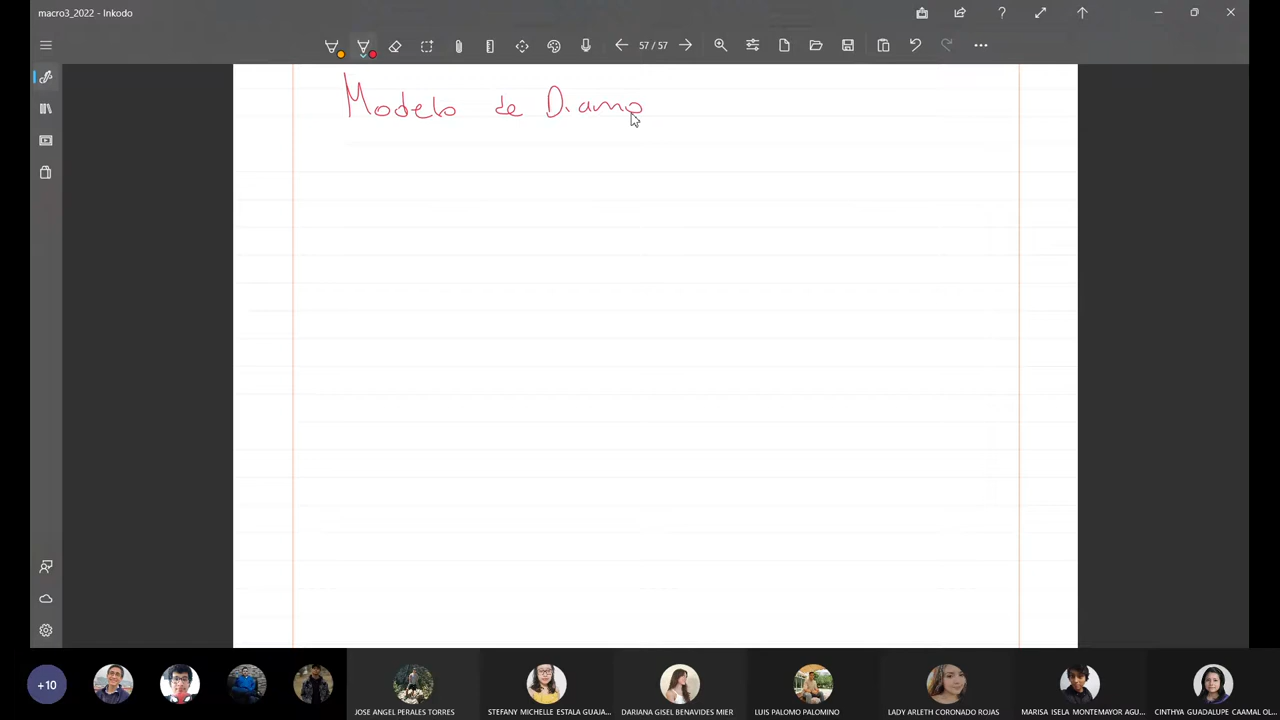 macro3_2022 - Inkodo
57 / 57
Modelo de Diamo
+10
JOSE ANGEL PERALES TORRES
STEFANY MICHELLE ESTALA GUAJA...
DARIANA GISEL BENAVIDES MIER
LUIS PALOMO PALOMINO
LADY ARLETH CORONADO ROJAS
MARISA ISELA MONTEMAYOR AGU...
CINTHYA GUADALUPE CAAMAL OL...